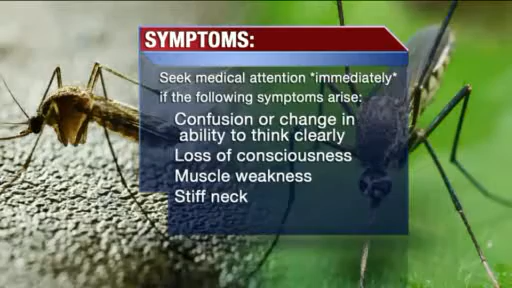 SYMPTOMS:
Seek medical attention *immediately*
if the following symptoms arise:
Confusion or change in
ability to think clearly
Loss of consciousness
Muscle weakness
Stiff neck